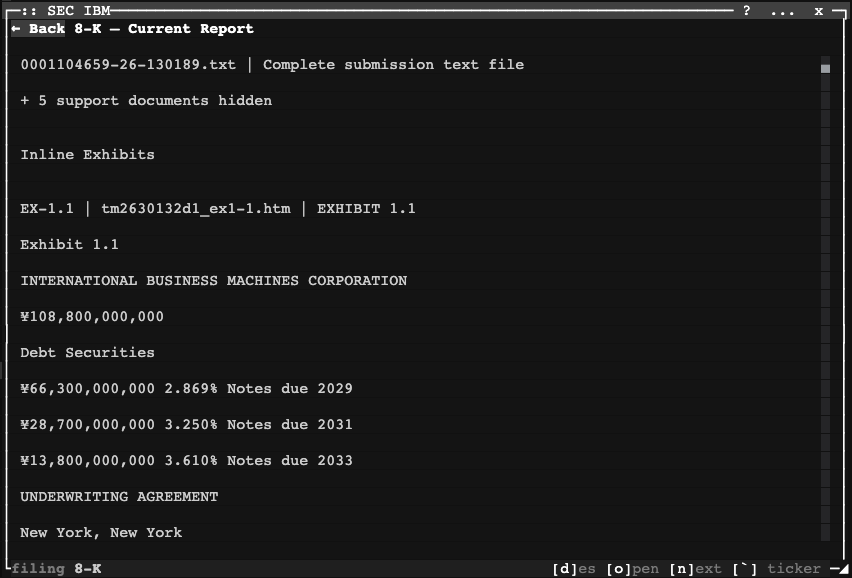 :: SEC IBM ? ... x
← Back 8-K — Current Report
0001104659-26-130189.txt | Complete submission text file
+ 5 support documents hidden
Inline Exhibits
EX-1.1 | tm2630132d1_ex1-1.htm | EXHIBIT 1.1
Exhibit 1.1
INTERNATIONAL BUSINESS MACHINES CORPORATION
¥108,800,000,000
Debt Securities
¥66,300,000,000 2.869% Notes due 2029
¥28,700,000,000 3.250% Notes due 2031
¥13,800,000,000 3.610% Notes due 2033
UNDERWRITING AGREEMENT
New York, New York
filing 8-K [d]es [o]pen [n]ext [`] ticker